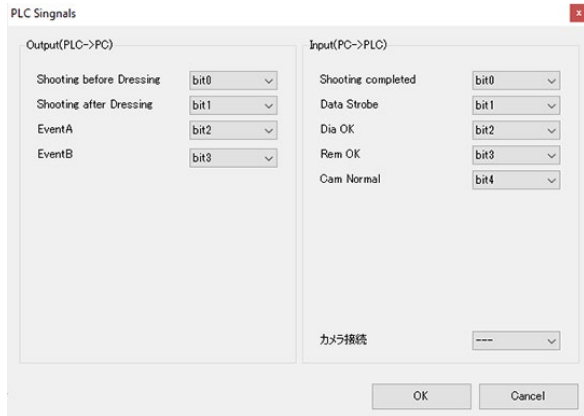 PLC Singnals
x
Output(PLC->PC)
Shooting before Dressing bit0
Shooting after Dressing bit1
EventA bit2
EventB bit3
Input(PC->PLC)
Shooting completed bit0
Data Strobe bit1
Dia OK bit2
Rem OK bit3
Cam Normal bit4
カメラ接続 ---
OK Cancel